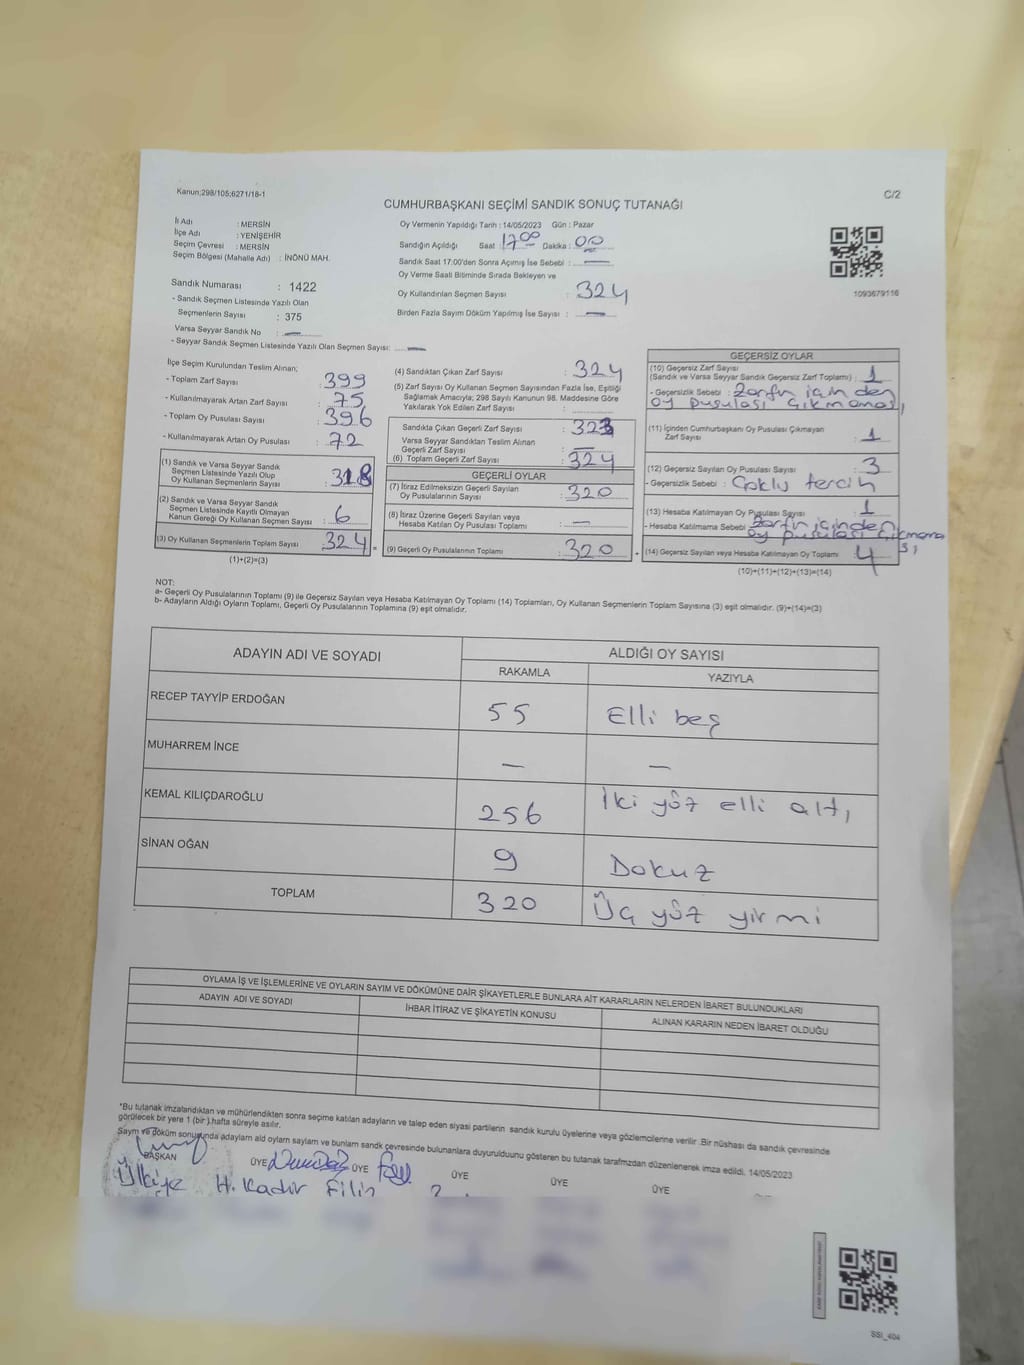 Kanun;298/105;6271/18-1
C/2
CUMHURBAŞKANI SEÇİMİ SANDIK SONUÇ TUTANAĞI
İl Adı : MERSİN
İlçe Adı : YENİŞEHİR
Seçim Çevresi : MERSİN
Seçim Bölgesi (Mahalle Adı) : İNÖNÜ MAH.
Sandık Numarası : 1422
- Sandık Seçmen Listesinde Yazılı Olan
Seçmenlerin Sayısı : 375
Varsa Seyyar Sandık No : —
- Seyyar Sandık Seçmen Listesinde Yazılı Olan Seçmen Sayısı: —
Oy Vermenin Yapıldığı Tarih : 14/05/2023 Gün : Pazar
Sandığın Açıldığı Saat : 17⁰⁰ Dakika : 00
Sandık Saat 17:00'den Sonra Açılmış İse Sebebi : —
Oy Verme Saati Bitiminde Sırada Bekleyen ve
Oy Kullandırılan Seçmen Sayısı : 324
Birden Fazla Sayım Döküm Yapılmış İse Sayısı : —
1093679116
İlçe Seçim Kurulundan Teslim Alınan;
- Toplam Zarf Sayısı : 399
- Kullanılmayarak Artan Zarf Sayısı : 75
- Toplam Oy Pusulası Sayısı : 396
- Kullanılmayarak Artan Oy Pusulası : 72
(1) Sandık ve Varsa Seyyar Sandık
Seçmen Listesinde Yazılı Olup
Oy Kullanan Seçmenlerin Sayısı : 318
(2) Sandık ve Varsa Seyyar Sandık
Seçmen Listesinde Kayıtlı Olmayan
Kanun Gereği Oy Kullanan Seçmen Sayısı : 6
(3) Oy Kullanan Seçmenlerin Toplam Sayısı : 324
(1)+(2)=(3)
(4) Sandıktan Çıkan Zarf Sayısı : 324
(5) Zarf Sayısı Oy Kullanan Seçmen Sayısından Fazla İse, Eşitliği
Sağlamak Amacıyla; 298 Sayılı Kanunun 98. Maddesine Göre
Yakılarak Yok Edilen Zarf Sayısı :
Sandıkta Çıkan Geçerli Zarf Sayısı : 323
Varsa Seyyar Sandıktan Teslim Alınan
Geçerli Zarf Sayısı : —
(6) Toplam Geçerli Zarf Sayısı : 324
GEÇERLİ OYLAR
(7) İtiraz Edilmeksizin Geçerli Sayılan
Oy Pusulalarının Sayısı : 320
(8) İtiraz Üzerine Geçerli Sayılan veya
Hesaba Katılan Oy Pusulası Toplamı : —
(9) Geçerli Oy Pusulalarının Toplamı : 320
GEÇERSİZ OYLAR
(10) Geçersiz Zarf Sayısı
(Sandık ve Varsa Seyyar Sandık Geçersiz Zarf Toplamı) : 1
- Geçersizlik Sebebi : Zarfın içinden
oy pusulası çıkmaması
(11) İçinden Cumhurbaşkanı Oy Pusulası Çıkmayan
Zarf Sayısı : 1
(12) Geçersiz Sayılan Oy Pusulası Sayısı : 3
- Geçersizlik Sebebi : Çoklu tercih
(13) Hesaba Katılmayan Oy Pusulası Sayısı : 1
- Hesaba Katılmama Sebebi : Zarfın içinden
oy pusulası çıkmama
sı
(14) Geçersiz Sayılan veya Hesaba Katılmayan Oy Toplamı : 4
(10)+(11)+(12)+(13)=(14)
NOT:
a- Geçerli Oy Pusulalarının Toplamı (9) ile Geçersiz Sayılan veya Hesaba Katılmayan Oy Toplamı (14) Toplamları, Oy Kullanan Seçmenlerin Toplam Sayısına (3) eşit olmalıdır. (9)+(14)=(3)
b- Adayların Aldığı Oyların Toplamı, Geçerli Oy Pusulalarının Toplamına (9) eşit olmalıdır.
ADAYIN ADI VE SOYADI
ALDIĞI OY SAYISI
RAKAMLA YAZIYLA
RECEP TAYYİP ERDOĞAN 55 Elli beş
MUHARREM İNCE — —
KEMAL KILIÇDAROĞLU 256 İki yüz elli altı
SİNAN OĞAN 9 Dokuz
TOPLAM 320 Üç yüz yirmi
OYLAMA İŞ VE İŞLEMLERİNE VE OYLARIN SAYIM VE DÖKÜMÜNE DAİR ŞİKAYETLERLE BUNLARA AİT KARARLARIN NELERDEN İBARET BULUNDUKLARI
ADAYIN ADI VE SOYADI İHBAR İTİRAZ VE ŞİKAYETİN KONUSU ALINAN KARARIN NEDEN İBARET OLDUĞU
*Bu tutanak imzalandıktan ve mühürlendikten sonra seçime katılan adayların ve talep eden siyasi partilerin sandık kurulu üyelerine veya gözlemcilerine verilir .Bir nüshası da sandık çevresinde
görülecek bir yere 1 (bir ) hafta süreyle asılır.
Sayım ve döküm sonuşunda adayların ald oyların sayların ve bunların sandk çevresinde bulunanlara duyurulduunu gösteren bu tutanak tarafmzdan düzenlenerek imza edildi. 14/05/2023
BAŞKAN ÜYE ÜYE ÜYE ÜYE ÜYE
Ülkiye H. Kadir Filiz
SSI_404